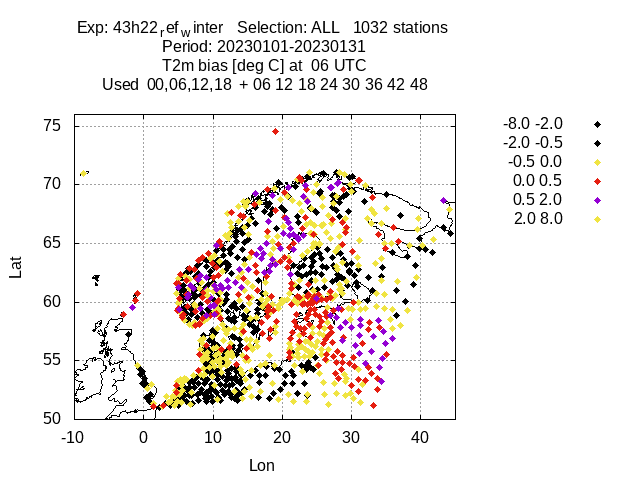 Exp: 43h22refwinter Selection: ALL 1032 stations
Period: 20230101-20230131
T2m bias [deg C] at 06 UTC
Used 00,06,12,18 + 06 12 18 24 30 36 42 48
-8.0 -2.0
-2.0 -0.5
-0.5 0.0
0.0 0.5
0.5 2.0
2.0 8.0
75
70
65
60
55
50
Lat
-10 0 10 20 30 40
Lon